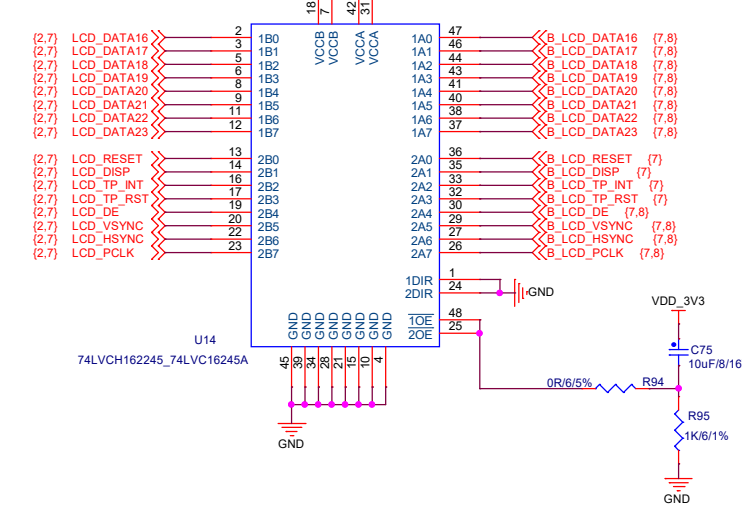 18 7 42 31
VCCB VCCB VCCA VCCA
{2,7} LCD_DATA16 2 1B0 1A0 47 B_LCD_DATA16 {7,8}
{2,7} LCD_DATA17 3 1B1 1A1 46 B_LCD_DATA17 {7,8}
{2,7} LCD_DATA18 5 1B2 1A2 44 B_LCD_DATA18 {7,8}
{2,7} LCD_DATA19 6 1B3 1A3 43 B_LCD_DATA19 {7,8}
{2,7} LCD_DATA20 8 1B4 1A4 41 B_LCD_DATA20 {7,8}
{2,7} LCD_DATA21 9 1B5 1A5 40 B_LCD_DATA21 {7,8}
{2,7} LCD_DATA22 11 1B6 1A6 38 B_LCD_DATA22 {7,8}
{2,7} LCD_DATA23 12 1B7 1A7 37 B_LCD_DATA23 {7,8}
{2,7} LCD_RESET 13 2B0 2A0 36 B_LCD_RESET {7}
{2,7} LCD_DISP 14 2B1 2A1 35 B_LCD_DISP {7}
{2,7} LCD_TP_INT 16 2B2 2A2 33 B_LCD_TP_INT {7}
{2,7} LCD_TP_RST 17 2B3 2A3 32 B_LCD_TP_RST {7}
{2,7} LCD_DE 19 2B4 2A4 30 B_LCD_DE {7,8}
{2,7} LCD_VSYNC 20 2B5 2A5 29 B_LCD_VSYNC {7,8}
{2,7} LCD_HSYNC 22 2B6 2A6 27 B_LCD_HSYNC {7,8}
{2,7} LCD_PCLK 23 2B7 2A7 26 B_LCD_PCLK {7,8}
1DIR 1
2DIR 24 GND
VDD_3V3
GND GND GND GND GND GND GND GND
1OE 48
2OE 25
U14
74LVCH162245_74LVC16245A
45 39 34 28 21 15 10 4
C75
10uF/8/16
0R/6/5% R94
R95
1K/6/1%
GND
GND